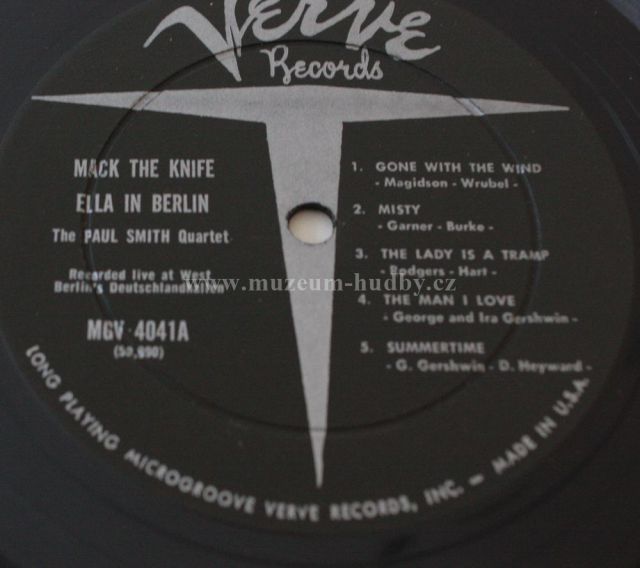 Verve
Records
MACK THE KNIFE
ELLA IN BERLIN
The PAUL SMITH Quartet
Recorded live at West
Berlin's Deutschlandhallen
MGV 4041A
(50,890)
1. GONE WITH THE WIND
- Magidson - Wrubel -
2. MISTY
- Garner - Burke -
3. THE LADY IS A TRAMP
- Rodgers - Hart -
4. THE MAN I LOVE
- George and Ira Gershwin -
5. SUMMERTIME
- G. Gershwin - D. Heyward -
www.muzeum-hudby.cz
LONG PLAYING MICROGROOVE VERVE RECORDS, INC. — MADE IN U.S.A.